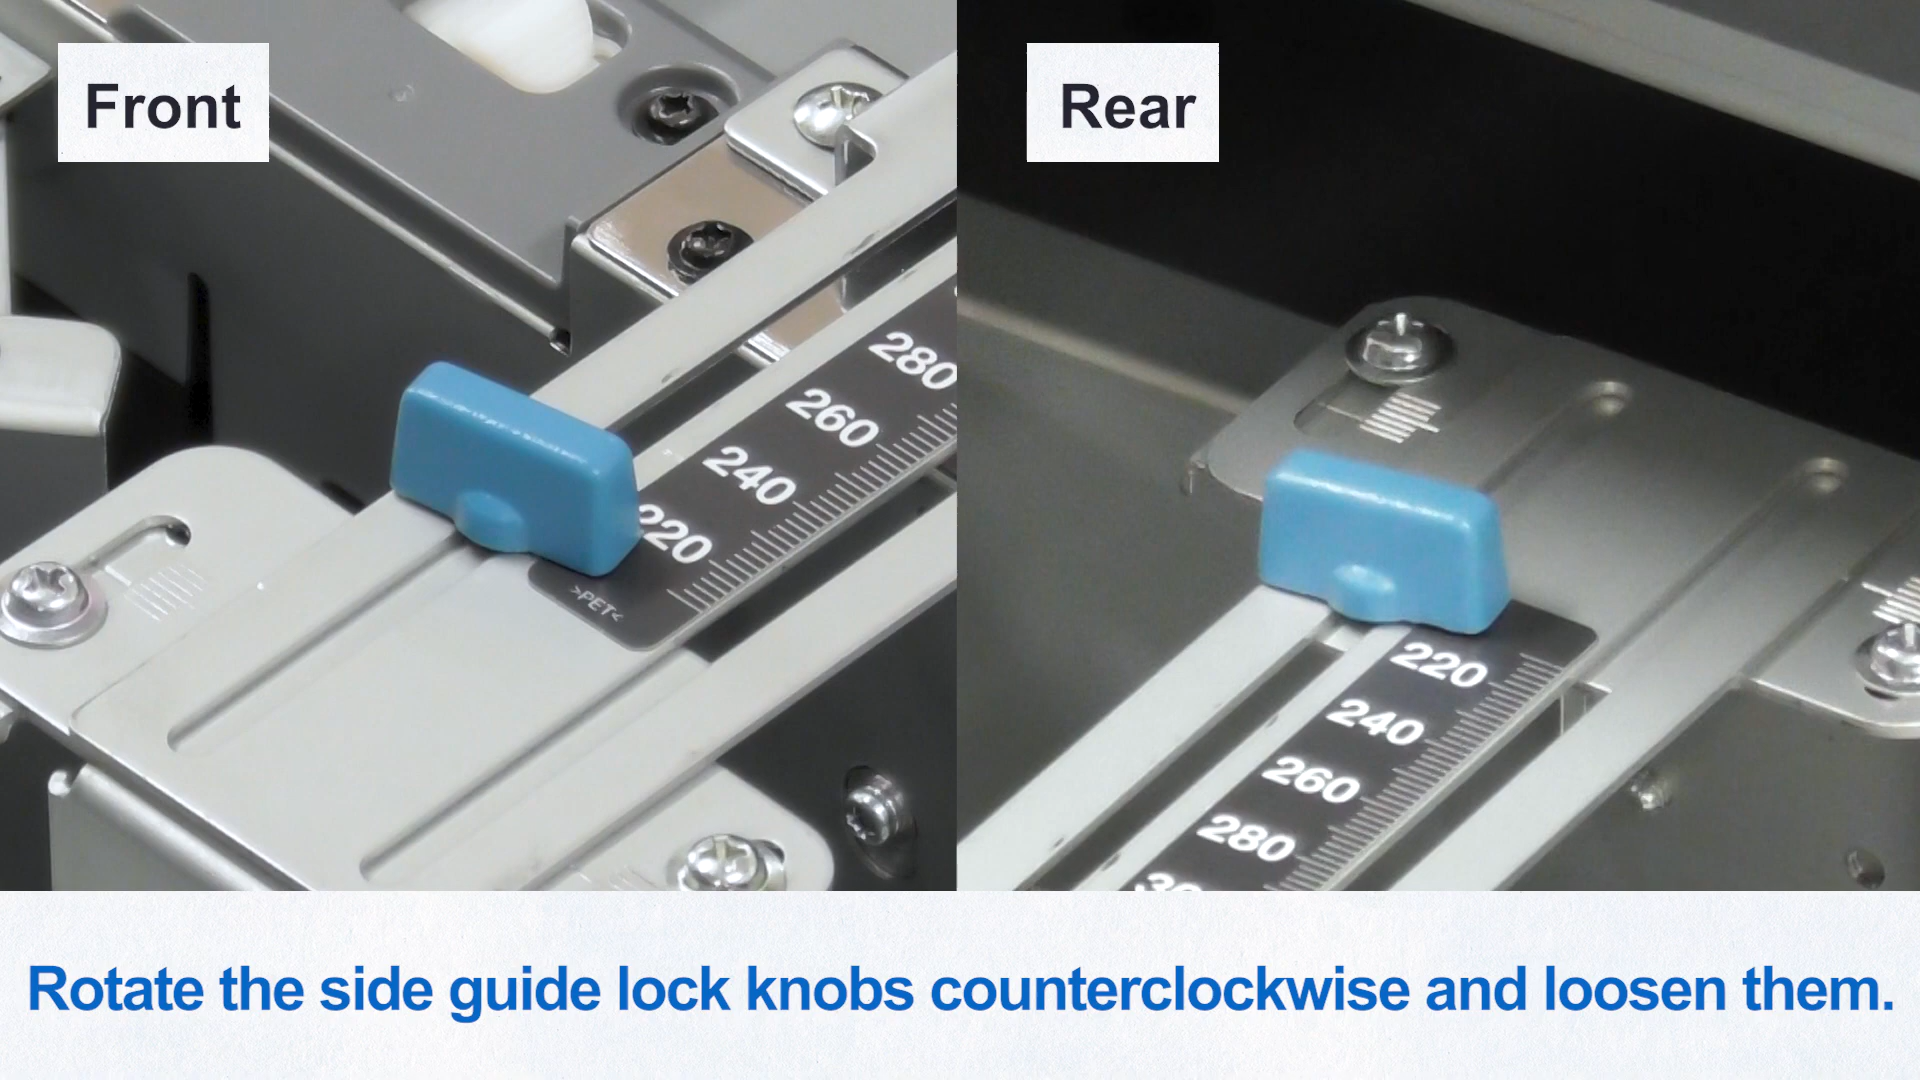 Front
Rear
280
260
240
220
>PET<
220
240
260
280
Rotate the side guide lock knobs counterclockwise and loosen them.